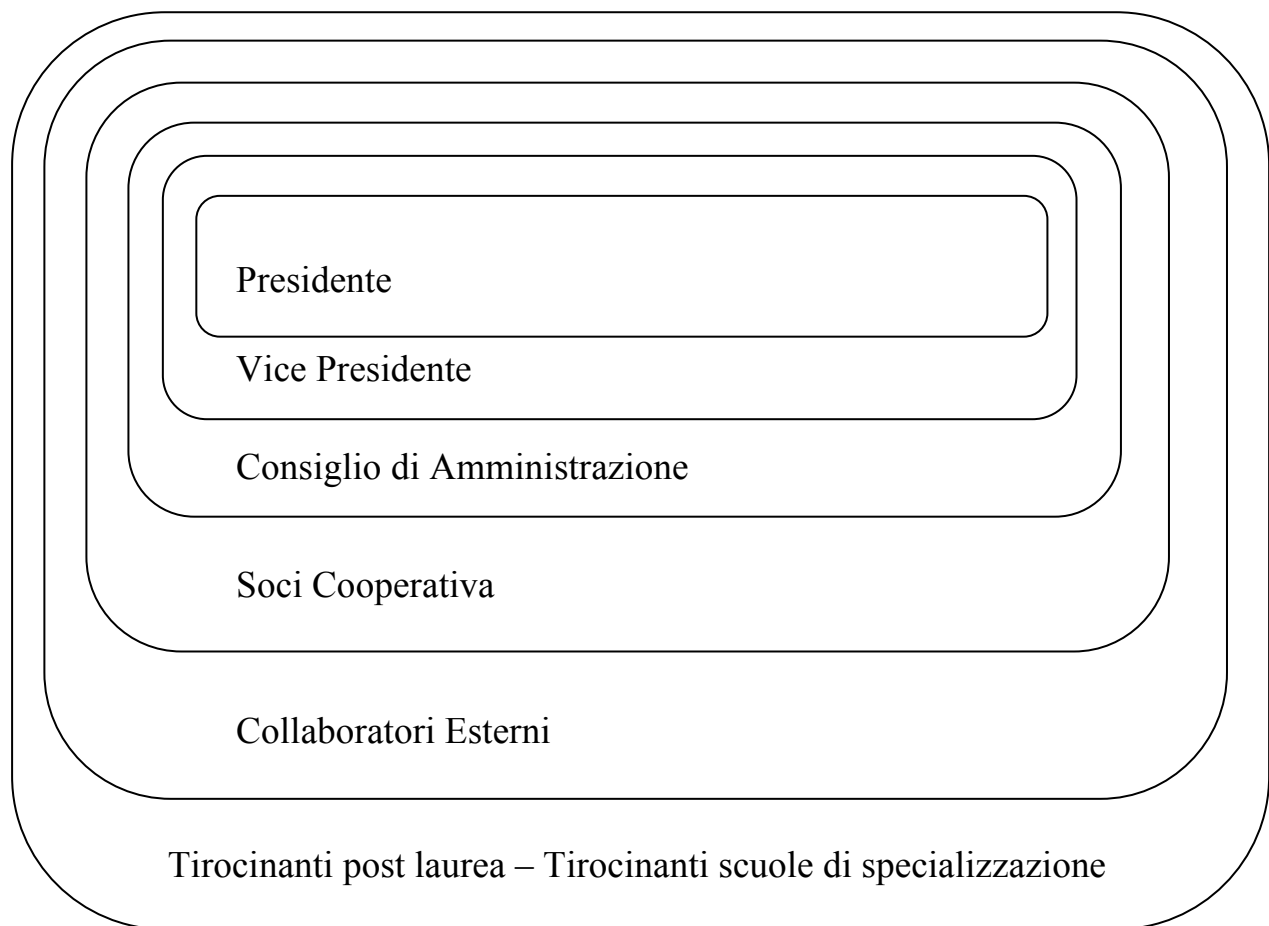 Presidente
Vice Presidente
Consiglio di Amministrazione
Soci Cooperativa
Collaboratori Esterni
Tirocinanti post laurea – Tirocinanti scuole di specializzazione